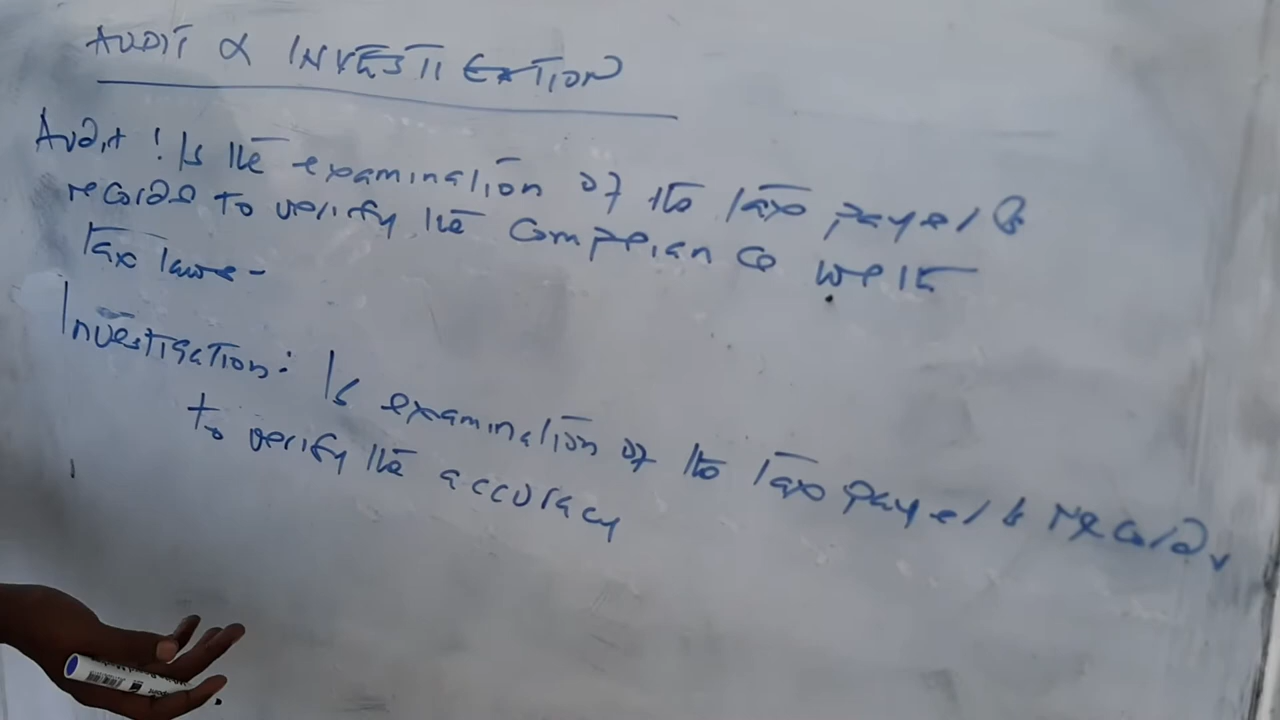 AUDIT & INVESTIGATION
Audit: Is the examination of the tax payer's
records to verify the compliance with
tax laws-
Investigation: Is examination of the tax payer's records
to verify the accuracy